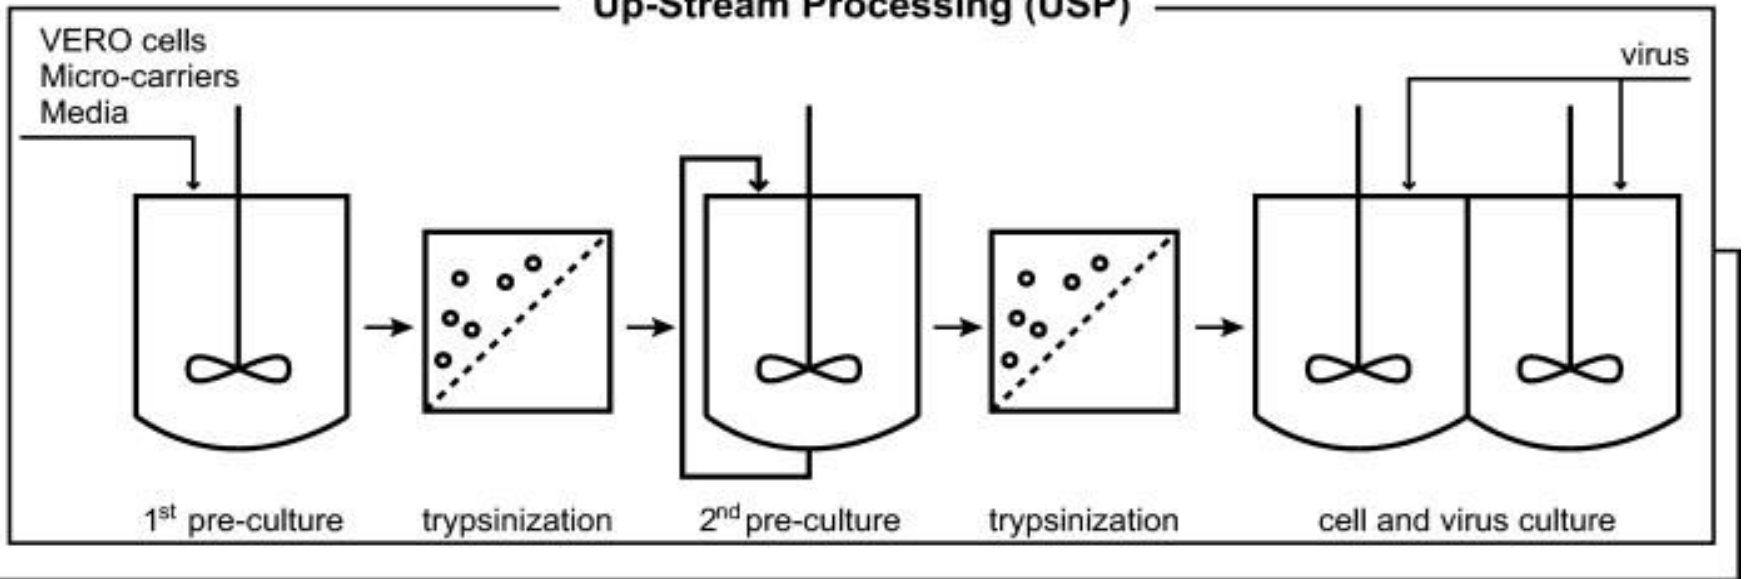 Up-Stream Processing (USP)
VERO cells
Micro-carriers
Media
virus
1st pre-culture
trypsinization
2nd pre-culture
trypsinization
cell and virus culture